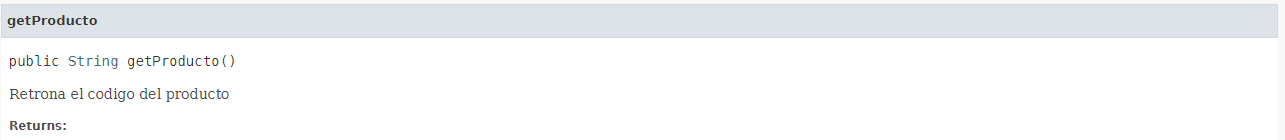 getProducto
public String getProducto()
Retrona el codigo del producto
Returns: